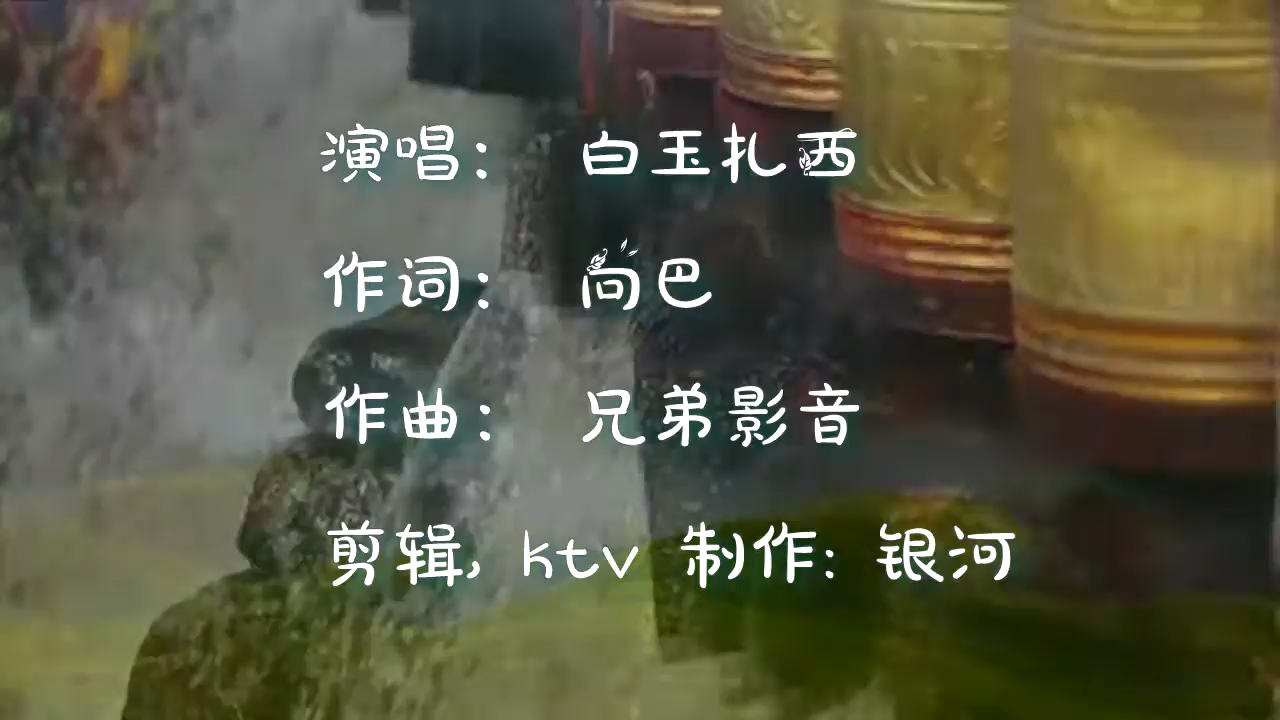 演唱： 白玉扎西
作词： 向巴
作曲： 兄弟影音
剪辑, ktv 制作: 银河